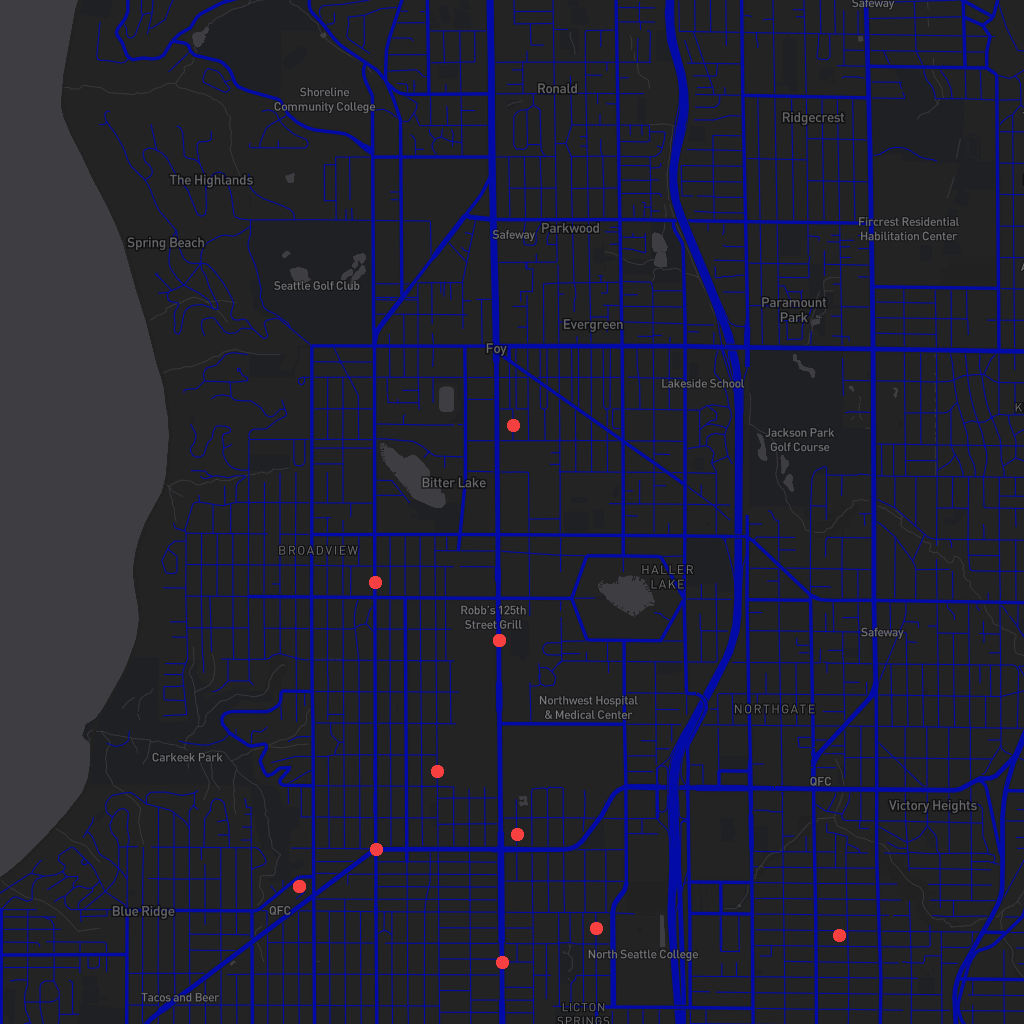 Safeway
Ronald
Shoreline
Community College
Ridgecrest
The Highlands
Fircrest Residential
Habilitation Center
Parkwood
Safeway
Spring Beach
A
Seattle Golf Club
Paramount
Park
Evergreen
Foy
Lakeside School
K
Jackson Park
Golf Course
Bitter Lake
BROADVIEW
HALLER
LAKE
Robb's 125th
Street Grill
Safeway
Northwest Hospital
& Medical Center
NORTHGATE
Carkeek Park
QFC
Victory Heights
Blue Ridge
QFC
North Seattle College
Tacos and Beer
LICTON
SPRINGS